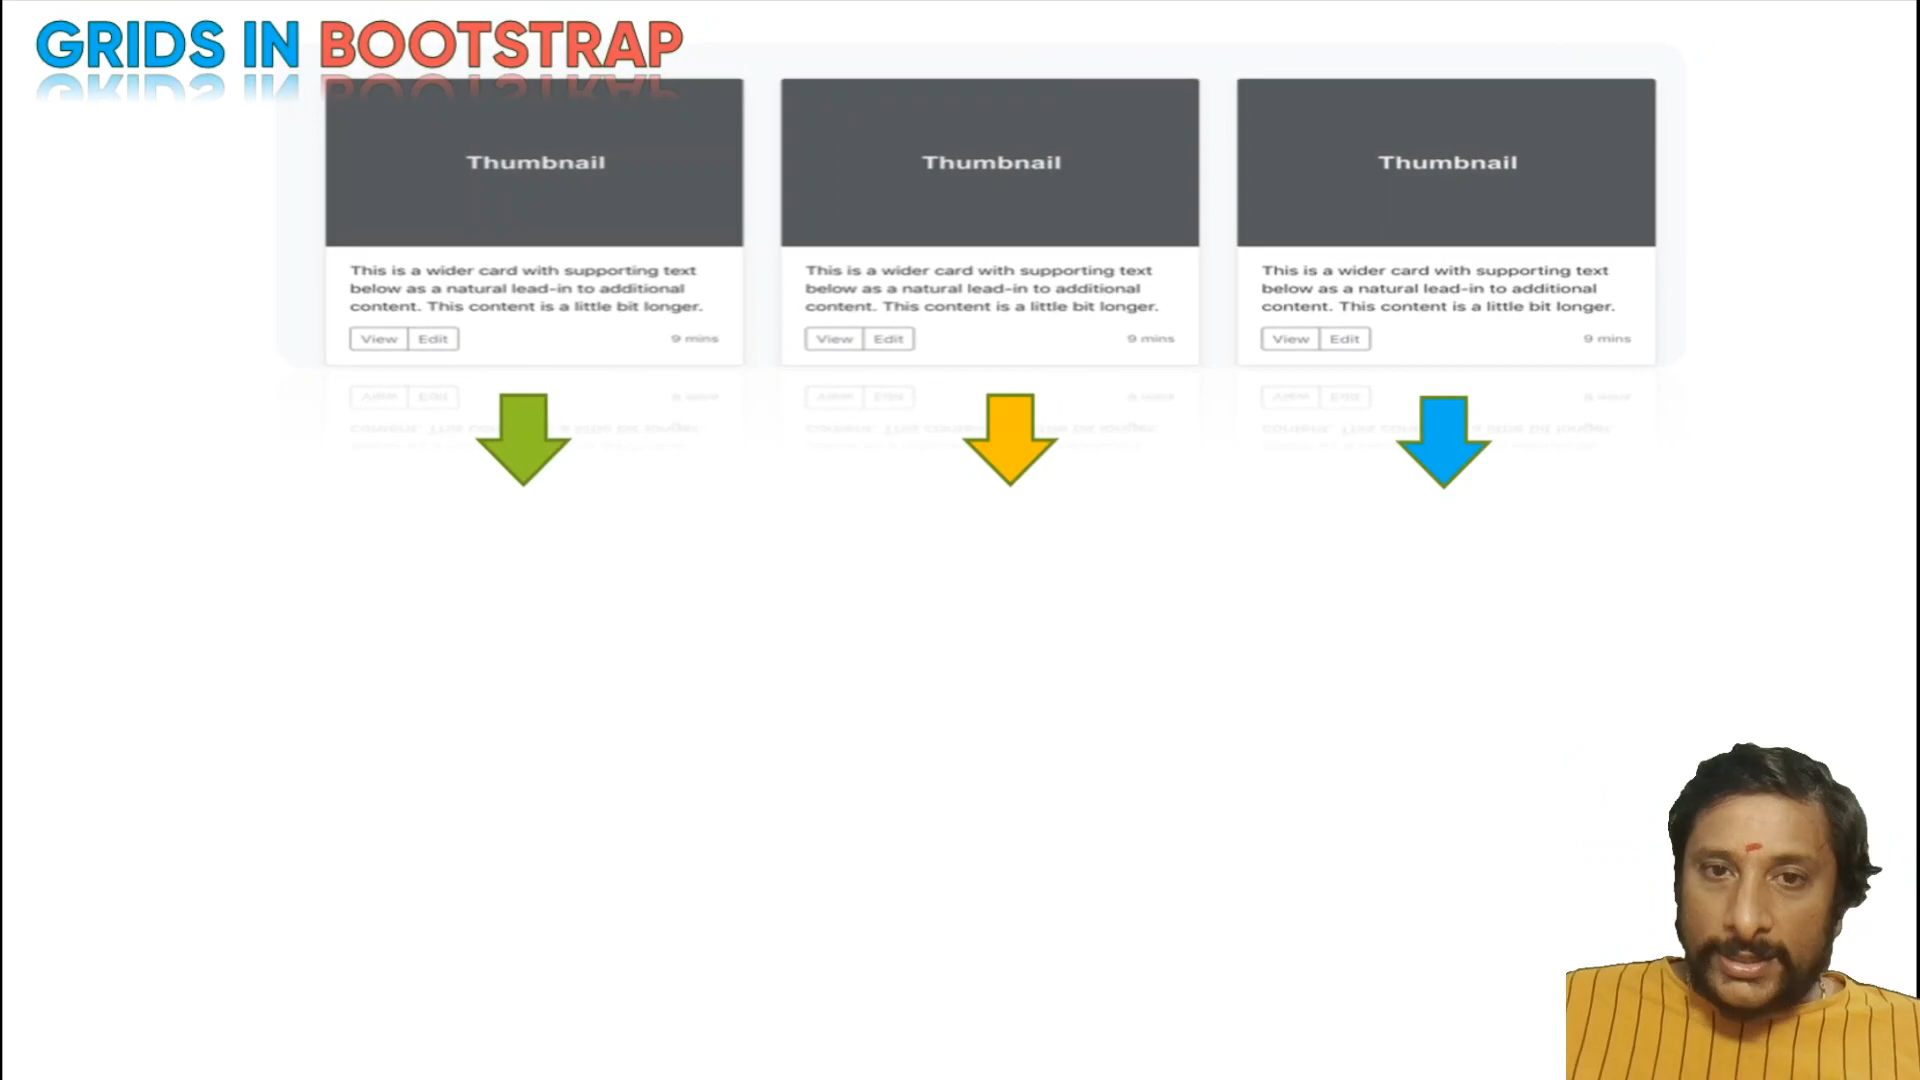 GRIDS IN BOOTSTRAP
Thumbnail
This is a wider card with supporting text
below as a natural lead-in to additional
content. This content is a little bit longer.
View Edit 9 mins
Thumbnail
This is a wider card with supporting text
below as a natural lead-in to additional
content. This content is a little bit longer.
View Edit 9 mins
Thumbnail
This is a wider card with supporting text
below as a natural lead-in to additional
content. This content is a little bit longer.
View Edit 9 mins